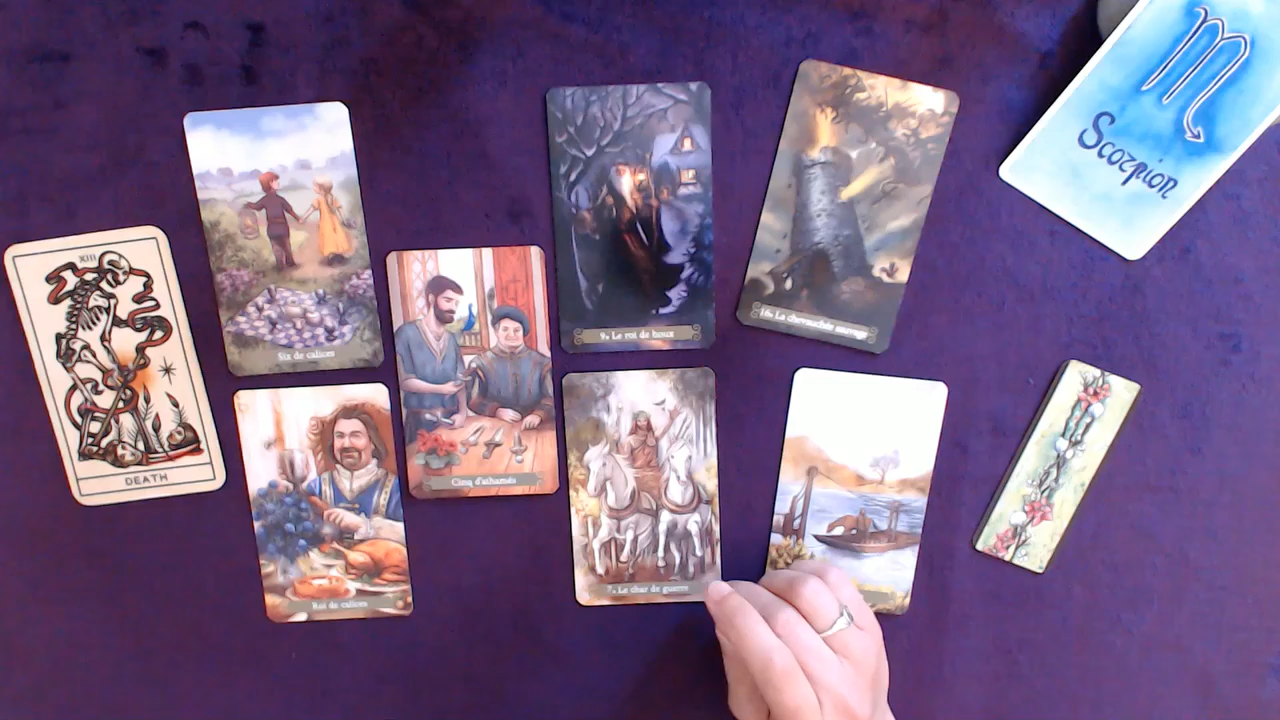 Scorpion
Six de calices
9. Le roi de houx
16. La chevauchée sauvage
XIII
DEATH
Cinq d'athamés
Roi de calices
7. Le char de guerre